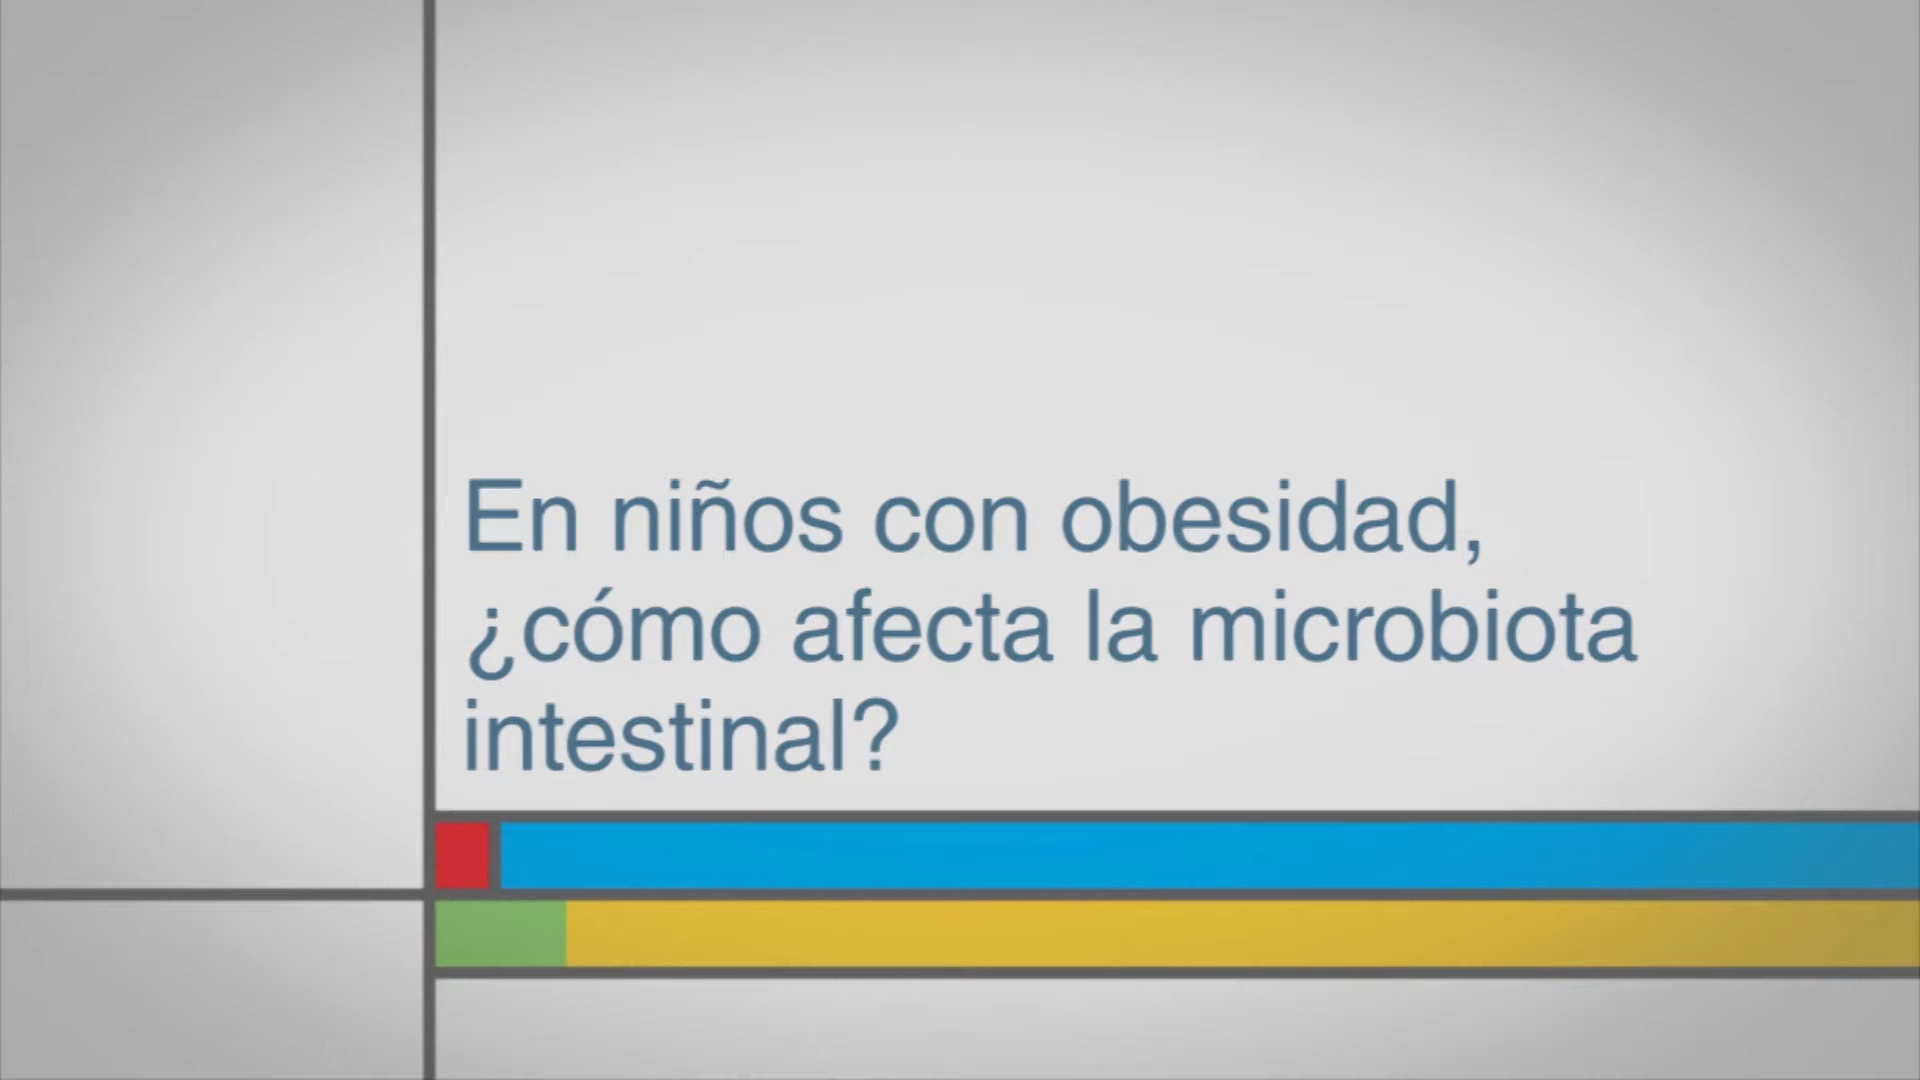 En niños con obesidad,
¿cómo afecta la microbiota
intestinal?